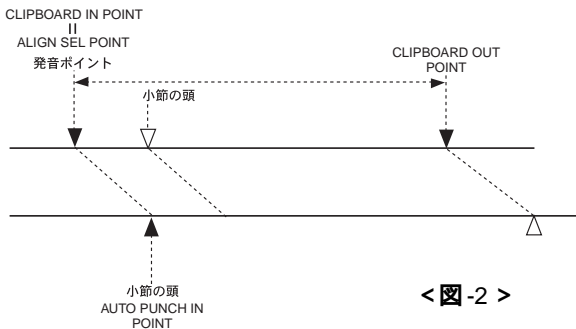 CLIPBOARD IN POINT
=
ALIGN SEL POINT
発音ポイント
小節の頭
CLIPBOARD OUT
POINT
小節の頭
AUTO PUNCH IN
POINT
<図-2 >